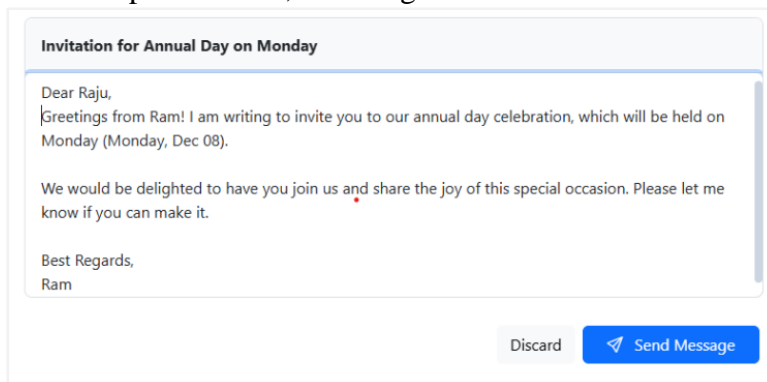 Invitation for Annual Day on Monday
Dear Raju,
Greetings from Ram! I am writing to invite you to our annual day celebration, which will be held on
Monday (Monday, Dec 08).
We would be delighted to have you join us and share the joy of this special occasion. Please let me
know if you can make it.
Best Regards,
Ram
Discard
Send Message